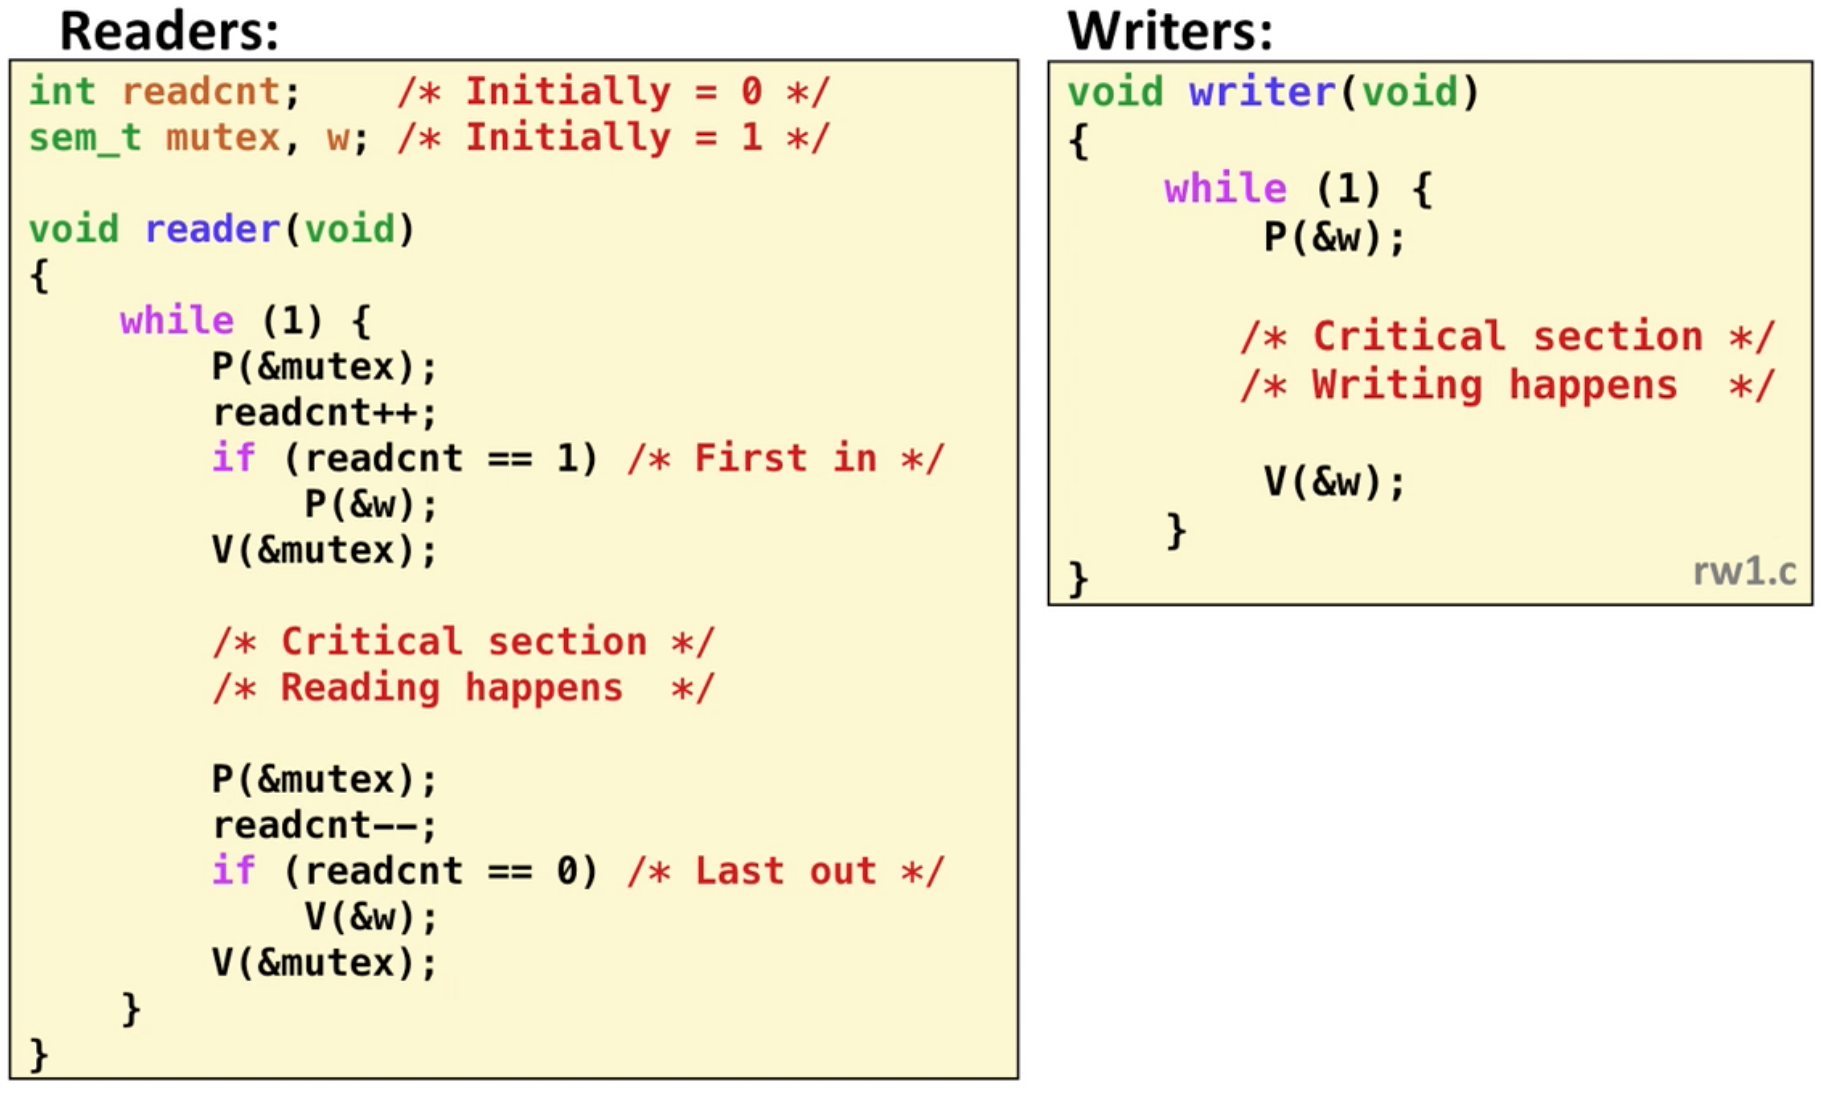 Readers:
int readcnt;    /* Initially = 0 */
sem_t mutex, w; /* Initially = 1 */
void reader(void)
{
    while (1) {
        P(&mutex);
        readcnt++;
        if (readcnt == 1) /* First in */
            P(&w);
        V(&mutex);
        /* Critical section */
        /* Reading happens  */
        P(&mutex);
        readcnt--;
        if (readcnt == 0) /* Last out */
            V(&w);
        V(&mutex);
    }
}
Writers:
void writer(void)
{
    while (1) {
        P(&w);
       /* Critical section */
       /* Writing happens  */
        V(&w);
    }
}
rw1.c